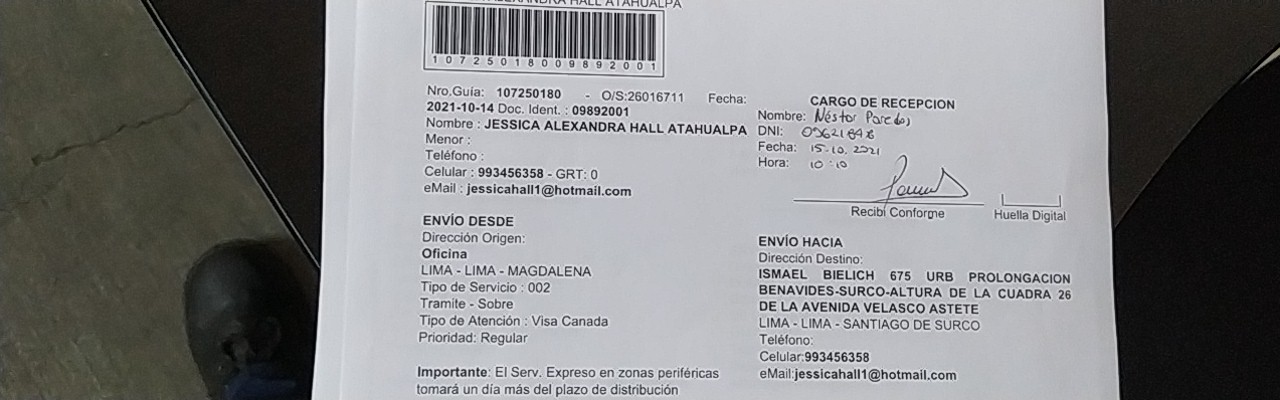 ALEXANDRA HALL ATAHUALPA
107250180098920​01
Nro.Guía: 107250180 - O/S:26016711 Fecha:
2021-10-14 Doc. Ident. : 09892001
Nombre : JESSICA ALEXANDRA HALL ATAHUALPA
Menor :
Teléfono :
Celular : 993456358 - GRT: 0
eMail : jessicahall1@hotmail.com
CARGO DE RECEPCION
Nombre: Néstor Paredes
DNI: 09621898
Fecha: 15-10-2021
Hora: 10:10
Recibí Conforme
Huella Digital
ENVÍO DESDE
Dirección Origen:
Oficina
LIMA - LIMA - MAGDALENA
Tipo de Servicio : 002
Tramite - Sobre
Tipo de Atención : Visa Canada
Prioridad: Regular
Importante: El Serv. Expreso en zonas periféricas
tomará un día más del plazo de distribución
ENVÍO HACIA
Dirección Destino:
ISMAEL BIELICH 675 URB PROLONGACION
BENAVIDES-SURCO-ALTURA DE LA CUADRA 26
DE LA AVENIDA VELASCO ASTETE
LIMA - LIMA - SANTIAGO DE SURCO
Teléfono:
Celular:993456358
eMail:jessicahall1@hotmail.com